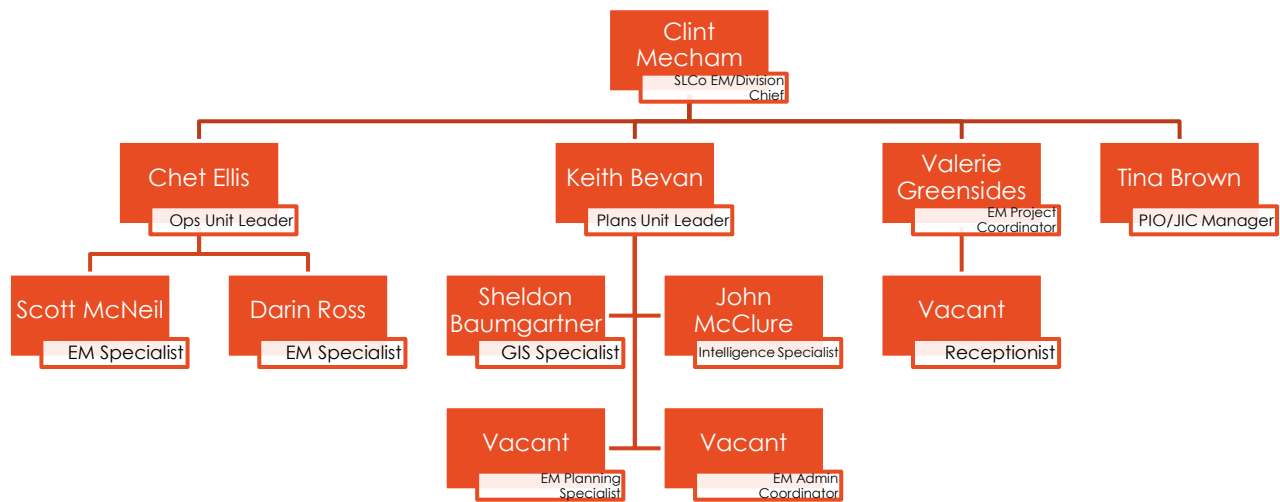 Clint
Mecham
SLCo EM/Division
Chief
Chet Ellis
Ops Unit Leader
Keith Bevan
Plans Unit Leader
Valerie
Greensides
EM Project
Coordinator
Tina Brown
PIO/JIC Manager
Scott McNeil
EM Specialist
Darin Ross
EM Specialist
Sheldon
Baumgartner
GIS Specialist
John
McClure
Intelligence Specialist
Vacant
Receptionist
Vacant
EM Planning
Specialist
Vacant
EM Admin
Coordinator